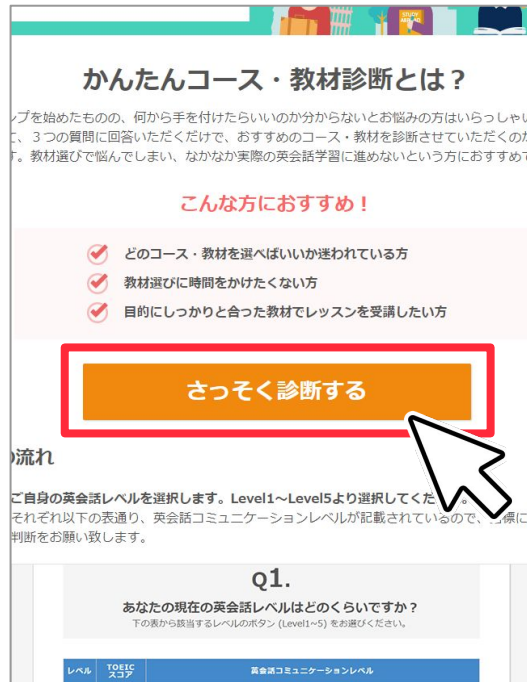 STUDY
かんたんコース・教材診断とは？
プを始めたものの、何から手を付けたらいいのか分からないとお悩みの方はいらっしゃい
、３つの質問に回答いただくだけで、おすすめのコース・教材を診断させていただくの
。教材選びで悩んでしまい、なかなか実際の英会話学習に進めないという方におすすめ
こんな方におすすめ！
どのコース・教材を選べばいいか迷われている方
教材選びに時間をかけたくない方
目的にしっかりと合った教材でレッスンを受講したい方
さっそく診断する
流れ
ご自身の英会話レベルを選択します。Level1～Level5より選択してくだ
それぞれ以下の表通り、英会話コミュニケーションレベルが記載されているので、標に
判断をお願い致します。
Q1.
あなたの現在の英会話レベルはどのくらいですか？
下の表から該当するレベルのボタン (Level1~5) をお選びください。
レベル TOEICスコア 英会話コミュニケーションレベル